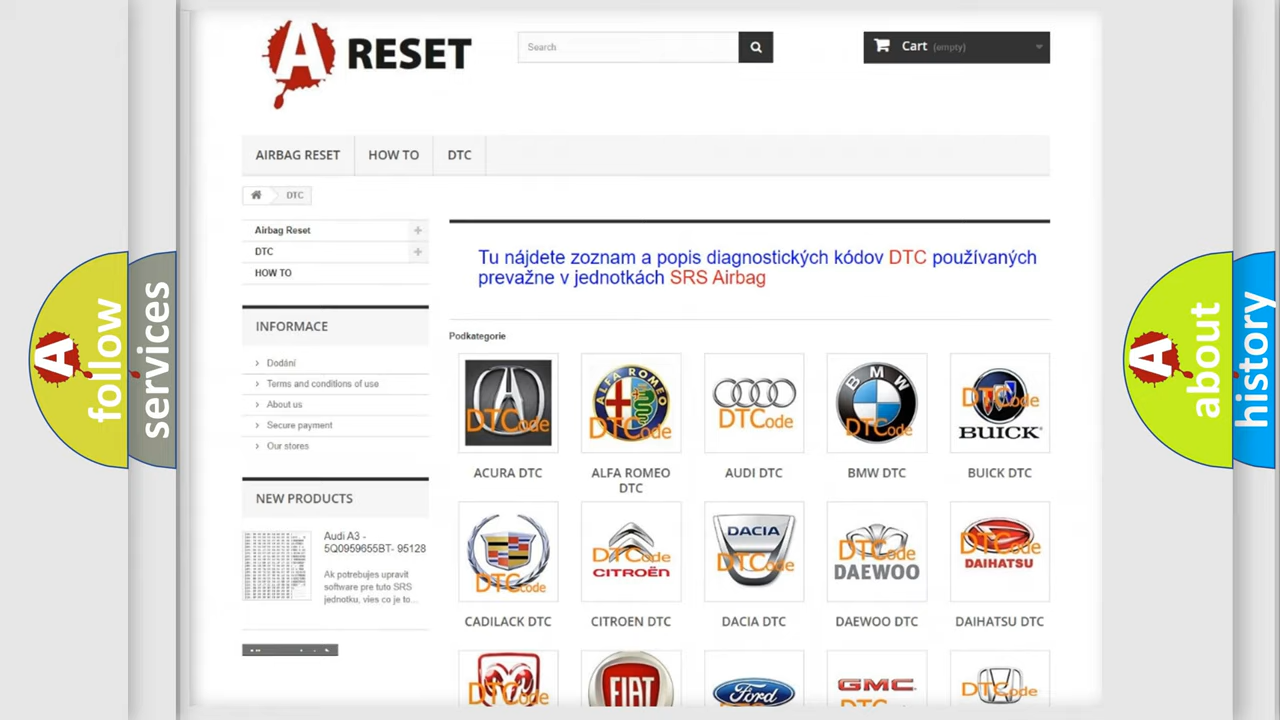 A RESET
Search
Cart (empty)
AIRBAG RESET
HOW TO
DTC
DTC
Airbag Reset
DTC
HOW TO
Tu nájdete zoznam a popis diagnostických kódov DTC používaných
prevažne v jednotkách SRS Airbag
INFORMACE
Dodání
Terms and conditions of use
About us
Secure payment
Our stores
Podkategorie
DTCode
ACURA DTC
ALFA ROMEO
DTCode
ALFA ROMEO
DTC
DTCode
AUDI DTC
BMW
DTCode
BMW DTC
DTCode
BUICK
BUICK DTC
NEW PRODUCTS
Audi A3 -
5Q0959655BT- 95128
Ak potrebujes upravit
software pre tuto SRS
jednotku, vies co je to...
DTCode
CADILACK DTC
DTCode
CITROËN
CITROEN DTC
DACIA
DTCode
DACIA DTC
DTCode
DAEWOO
DAEWOO DTC
DTCode
DAIHATSU
DAIHATSU DTC
DTCode
FIAT
Ford
GMC
DTCode
A follow
services
A about
history